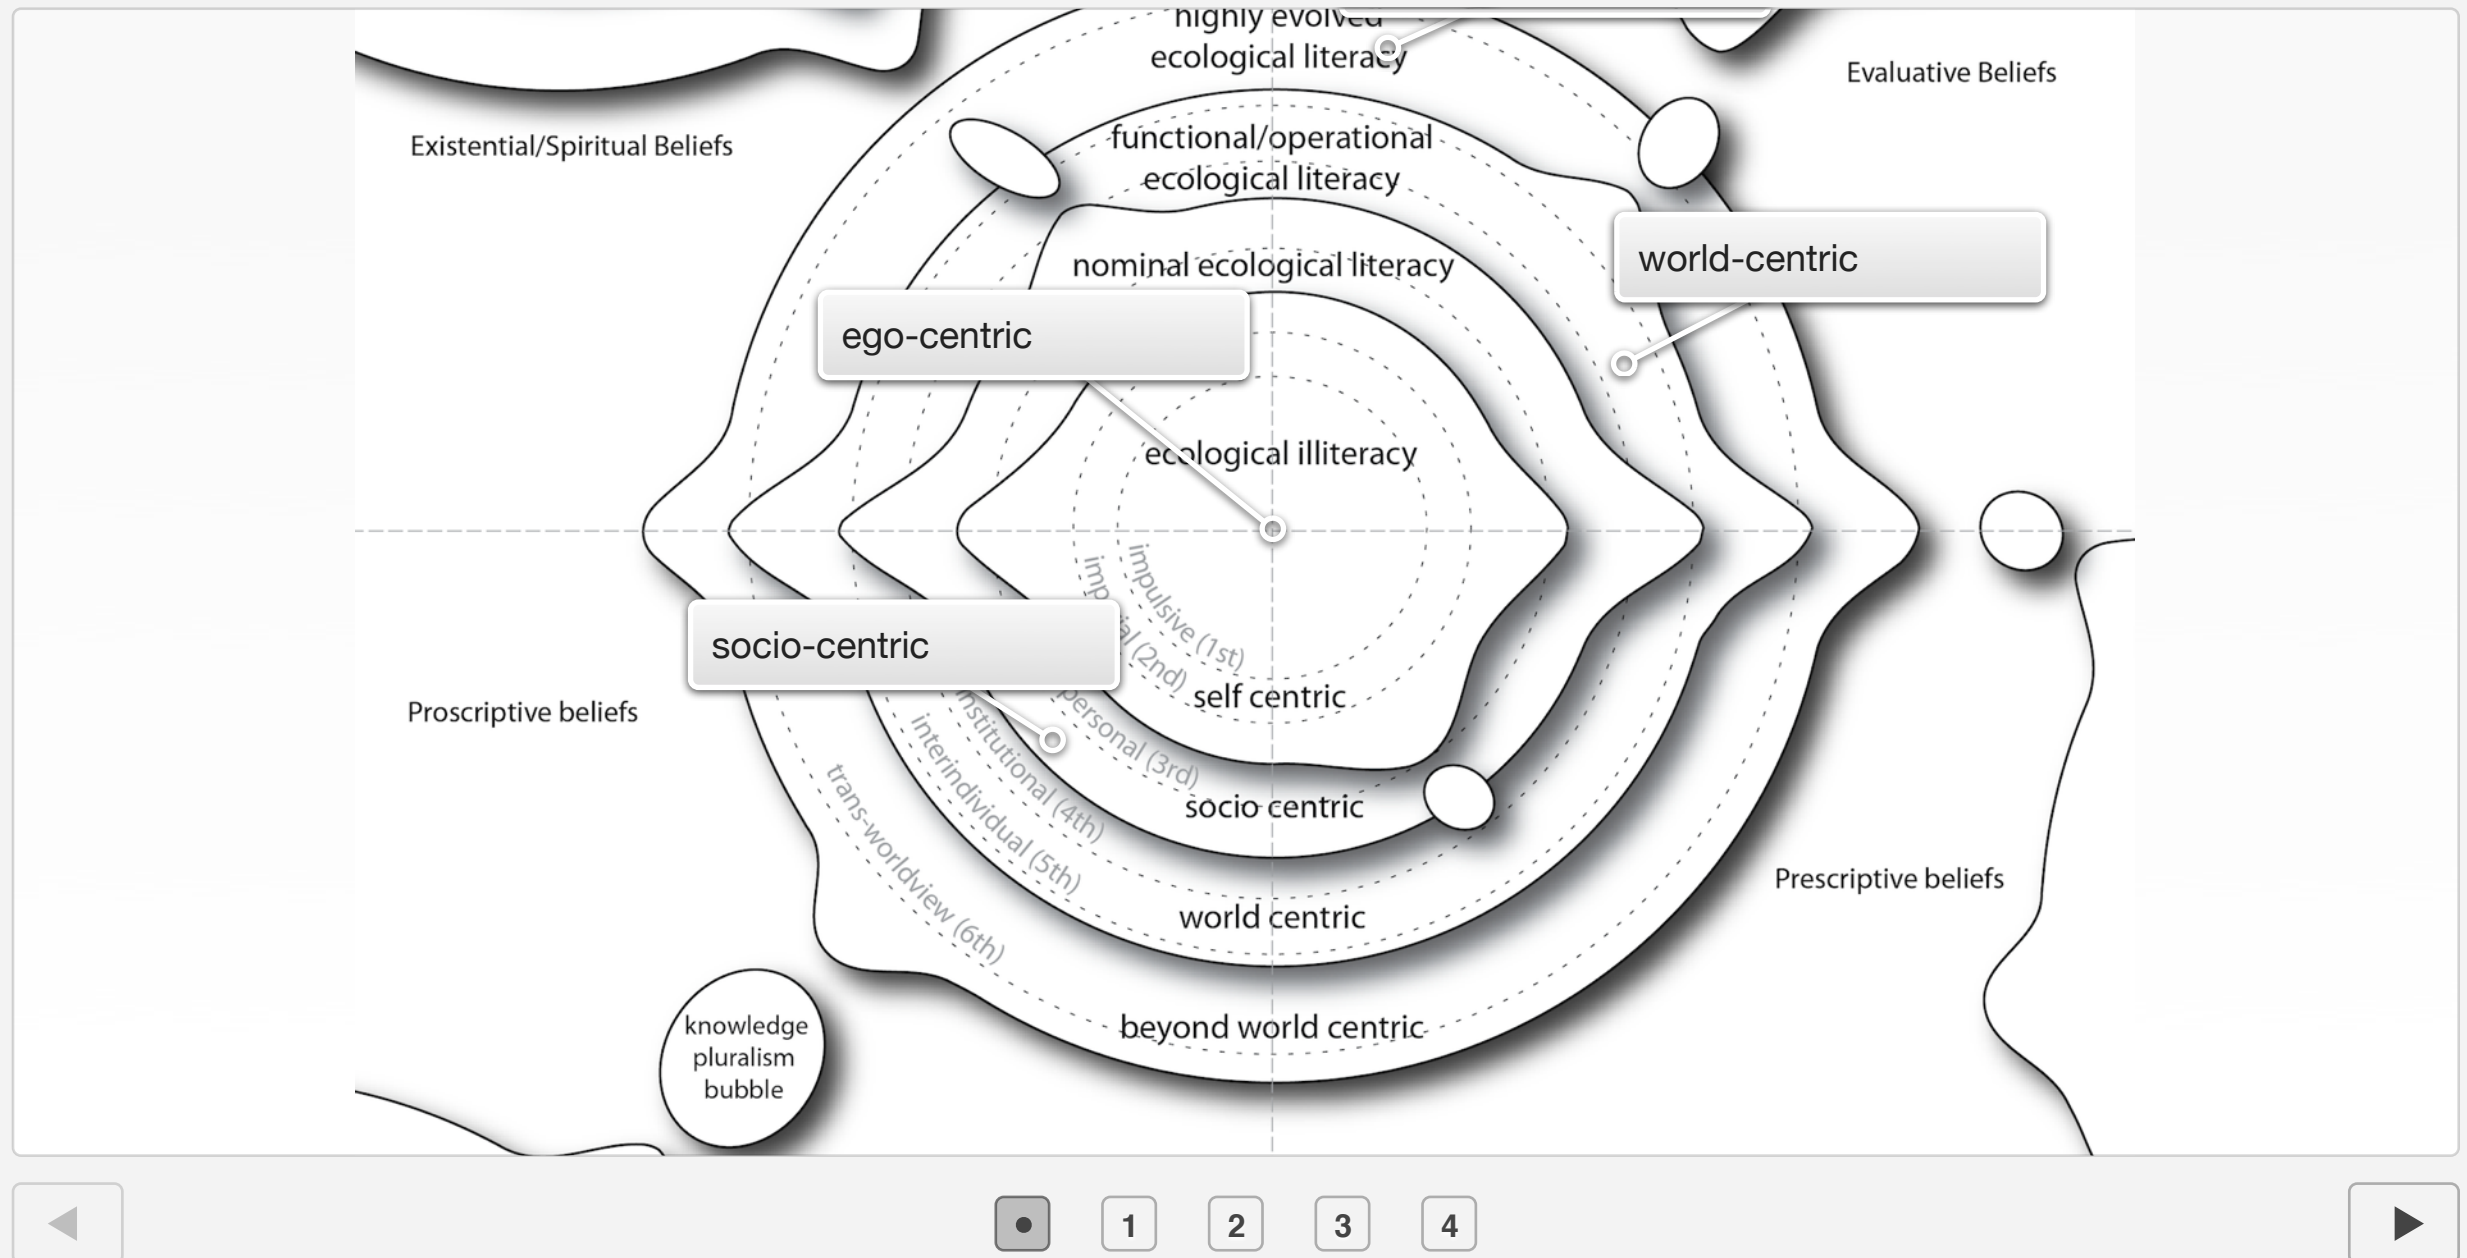 highly evolved
ecological literacy
Evaluative Beliefs
functional/operational
Existential/Spiritual Beliefs
ecological literacy
world-centric
nominal ecological literacy
ego-centric
ecological illiteracy
impulsive (1st)
(2nd)
socio-centric
self centric
personal (3rd)
Proscriptive beliefs
institutional (4th)
interindividual (5th)
socio centric
trans-worldview (6th)
Prescriptive beliefs
world centric
beyond world centric
knowledge
pluralism
bubble
1
2
3
4